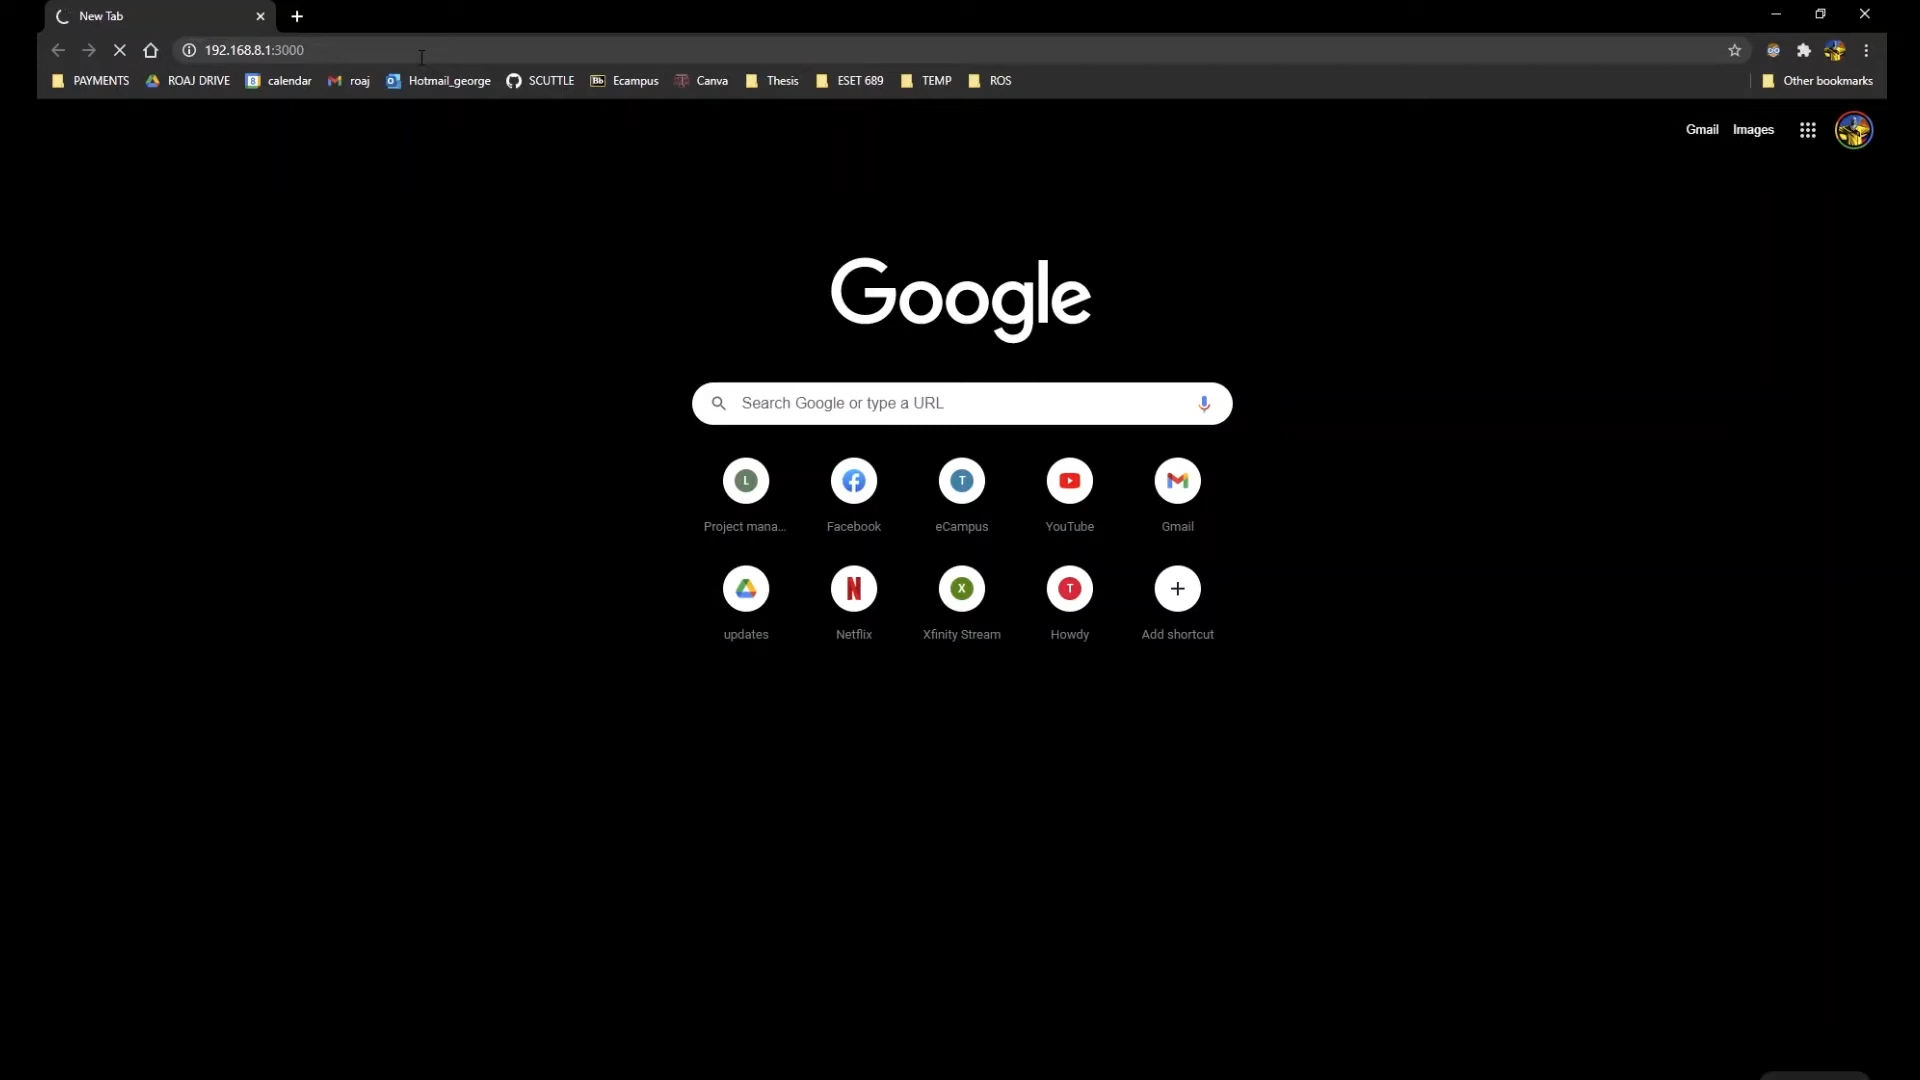 New Tab
192.168.8.1:3000
PAYMENTS ROAJ DRIVE 8 calendar roaj Hotmail_george SCUTTLE Bb Ecampus Canva Thesis ESET 689 TEMP ROS Other bookmarks
Gmail Images
Google
Search Google or type a URL
L T
Project mana... Facebook eCampus YouTube Gmail
N X T
updates Netflix Xfinity Stream Howdy Add shortcut